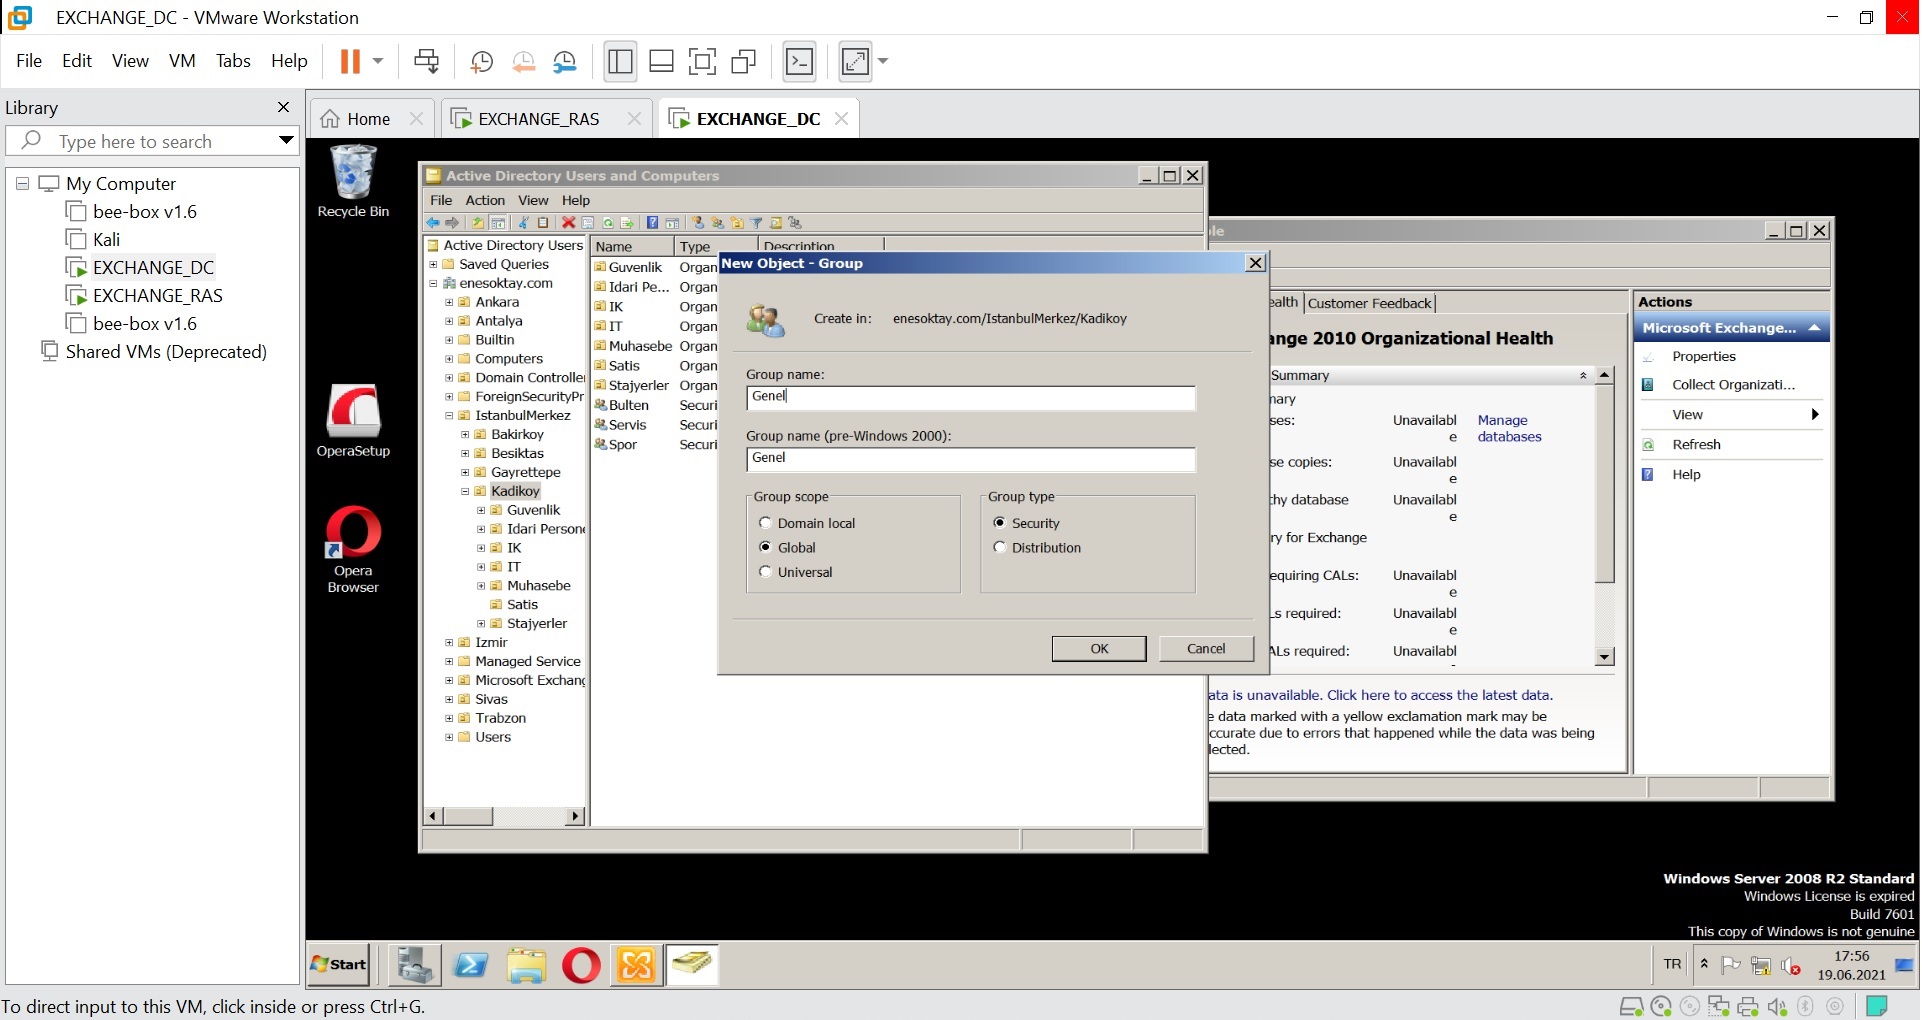 EXCHANGE_DC - VMware Workstation
File Edit View VM Tabs Help
Library
Type here to search
My Computer
bee-box v1.6
Kali
EXCHANGE_DC
EXCHANGE_RAS
bee-box v1.6
Shared VMs (Deprecated)
Home
EXCHANGE_RAS
EXCHANGE_DC
Recycle Bin
OperaSetup
Opera
Browser
Active Directory Users and Computers
File Action View Help
Active Directory Users
Saved Queries
enesoktay.com
Ankara
Antalya
Builtin
Computers
Domain Controller
ForeignSecurityPr
IstanbulMerkez
Bakirkoy
Besiktas
Gayrettepe
Kadikoy
Guvenlik
Idari Persone
IK
IT
Muhasebe
Satis
Stajyerler
Izmir
Managed Service
Microsoft Exchang
Sivas
Trabzon
Users
Name Type Description
Guvenlik Organ
Idari Pe... Organ
IK Organ
IT Organ
Muhasebe Organ
Satis Organ
Stajyerler Organ
Bulten Securi
Servis Securi
Spor Securi
New Object - Group
Create in: enesoktay.com/IstanbulMerkez/Kadikoy
Group name:
Genel
Group name (pre-Windows 2000):
Genel
Group scope
Domain local
Global
Universal
Group type
Security
Distribution
OK Cancel
le
ealth Customer Feedback
ange 2010 Organizational Health
Summary
mary
ses: Unavailabl
e
Manage
databases
se copies: Unavailabl
e
thy database Unavailabl
e
ry for Exchange
equiring CALs: Unavailabl
e
Ls required: Unavailabl
e
ALs required: Unavailabl
ata is unavailable. Click here to access the latest data.
e data marked with a yellow exclamation mark may be
ccurate due to errors that happened while the data was being
lected.
Actions
Microsoft Exchange...
Properties
Collect Organizati...
View
Refresh
Help
Windows Server 2008 R2 Standard
Windows License is expired
Build 7601
This copy of Windows is not genuine
Start
TR
17:56
19.06.2021
To direct input to this VM, click inside or press Ctrl+G.